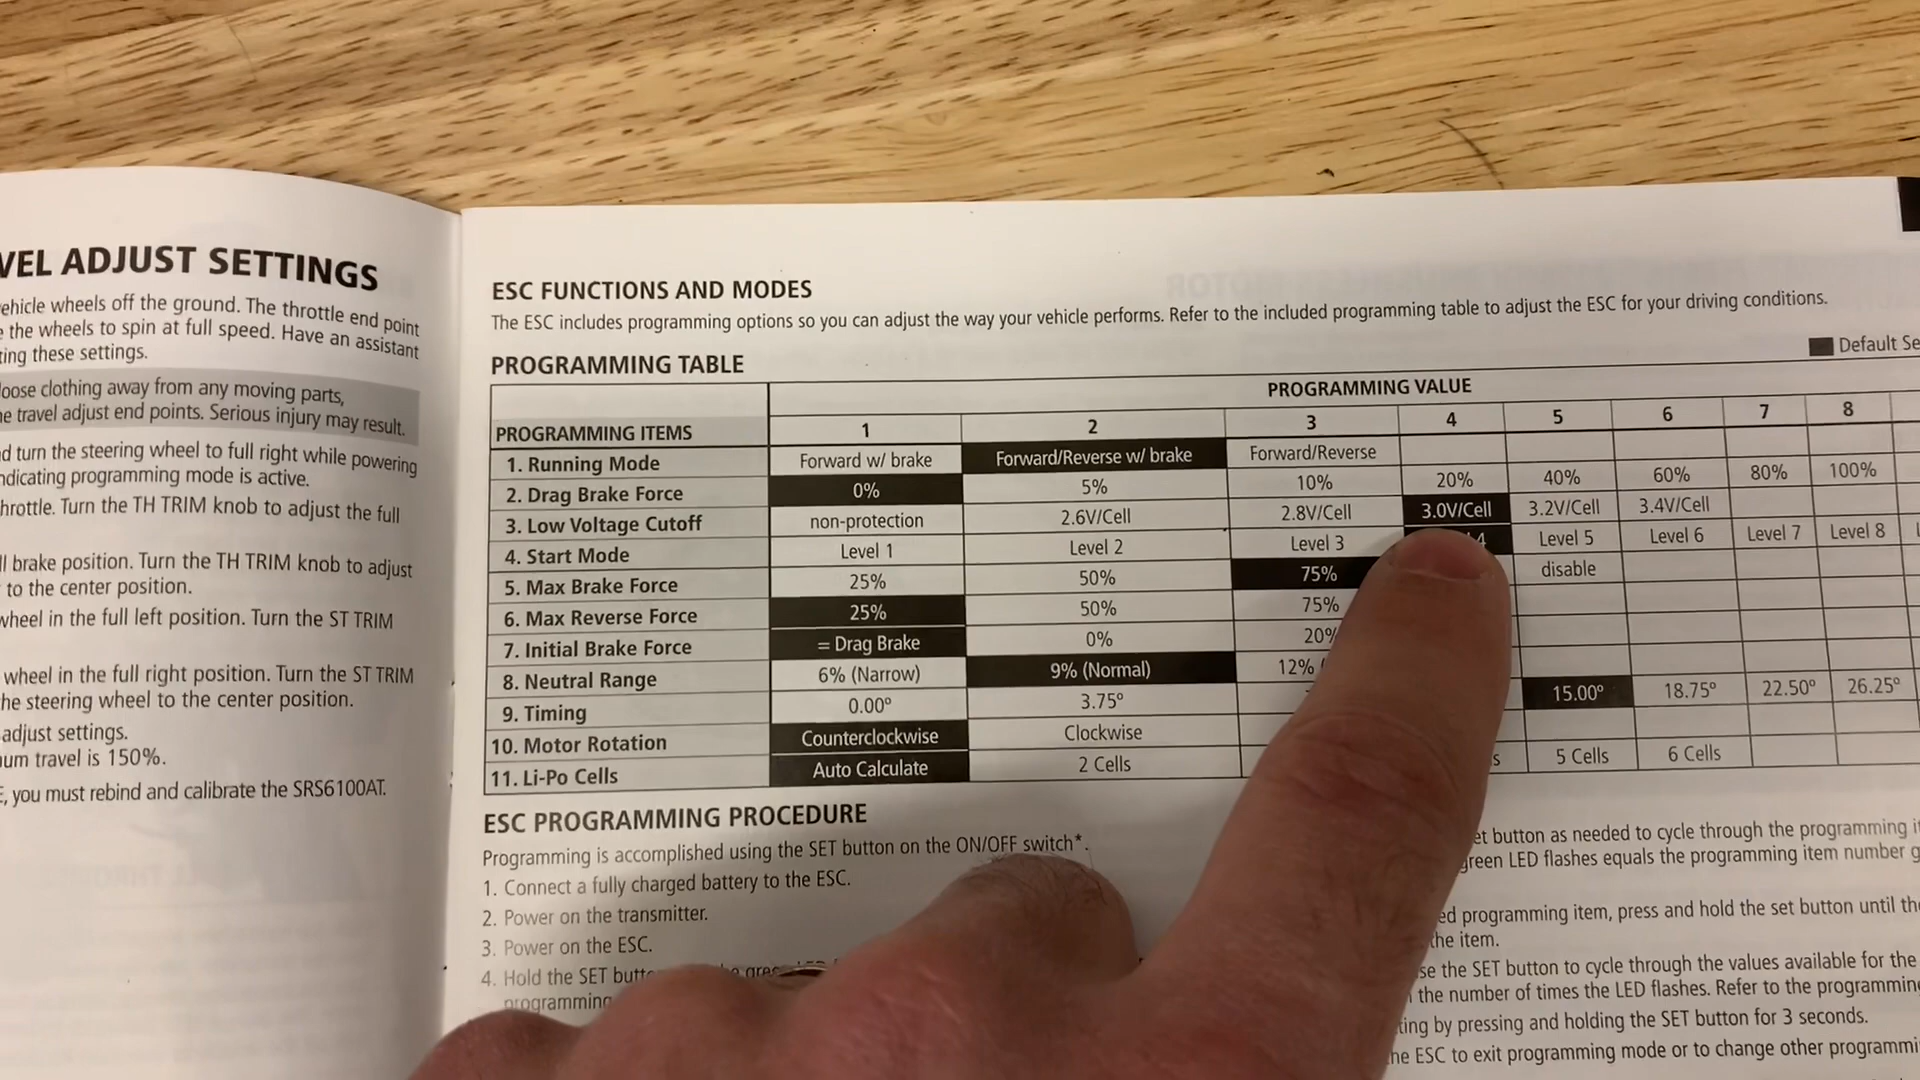 VEL ADJUST SETTINGS
ehicle wheels off the ground. The throttle end point
the wheels to spin at full speed. Have an assistant
ting these settings.
oose clothing away from any moving parts,
e travel adjust end points. Serious injury may result.
d turn the steering wheel to full right while powering
ndicating programming mode is active.
hrottle. Turn the TH TRIM knob to adjust the full
ll brake position. Turn the TH TRIM knob to adjust
to the center position.
wheel in the full left position. Turn the ST TRIM
wheel in the full right position. Turn the ST TRIM
he steering wheel to the center position.
adjust settings.
um travel is 150%.
E, you must rebind and calibrate the SRS6100AT.
ESC FUNCTIONS AND MODES
The ESC includes programming options so you can adjust the way your vehicle performs. Refer to the included programming table to adjust the ESC for your driving conditions.
PROGRAMMING TABLE
Default Se
PROGRAMMING VALUE
PROGRAMMING ITEMS 1 2 3 4 5 6 7 8
1. Running Mode Forward w/ brake Forward/Reverse w/ brake Forward/Reverse
2. Drag Brake Force 0% 5% 10% 20% 40% 60% 80% 100%
3. Low Voltage Cutoff non-protection 2.6V/Cell 2.8V/Cell 3.0V/Cell 3.2V/Cell 3.4V/Cell
4. Start Mode Level 1 Level 2 Level 3 4 Level 5 Level 6 Level 7 Level 8
5. Max Brake Force 25% 50% 75% disable
6. Max Reverse Force 25% 50% 75%
7. Initial Brake Force = Drag Brake 0% 20%
8. Neutral Range 6% (Narrow) 9% (Normal) 12%
9. Timing 0.00º 3.75º 15.00º 18.75º 22.50º 26.25º
10. Motor Rotation Counterclockwise Clockwise
11. Li-Po Cells Auto Calculate 2 Cells s 5 Cells 6 Cells
ESC PROGRAMMING PROCEDURE
Programming is accomplished using the SET button on the ON/OFF switch*.
1. Connect a fully charged battery to the ESC.
2. Power on the transmitter.
3. Power on the ESC.
4. Hold the SET butt
programming
et button as needed to cycle through the programming it
green LED flashes equals the programming item number g
ed programming item, press and hold the set button until the
the item.
se the SET button to cycle through the values available for the
the number of times the LED flashes. Refer to the programmin
ting by pressing and holding the SET button for 3 seconds.
he ESC to exit programming mode or to change other programmi